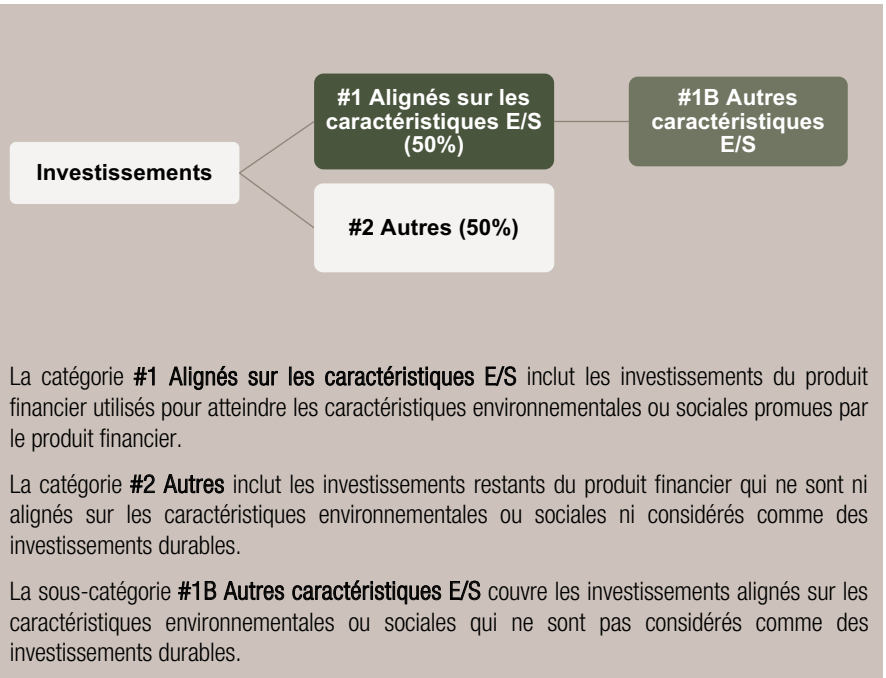 #1 Alignés sur les
caractéristiques E/S
(50%)
#1B Autres
caractéristiques
E/S
Investissements
#2 Autres (50%)
La catégorie #1 Alignés sur les caractéristiques E/S inclut les investissements du produit
financier utilisés pour atteindre les caractéristiques environnementales ou sociales promues par
le produit financier.
La catégorie #2 Autres inclut les investissements restants du produit financier qui ne sont ni
alignés sur les caractéristiques environnementales ou sociales ni considérés comme des
investissements durables.
La sous-catégorie #1B Autres caractéristiques E/S couvre les investissements alignés sur les
caractéristiques environnementales ou sociales qui ne sont pas considérés comme des
investissements durables.